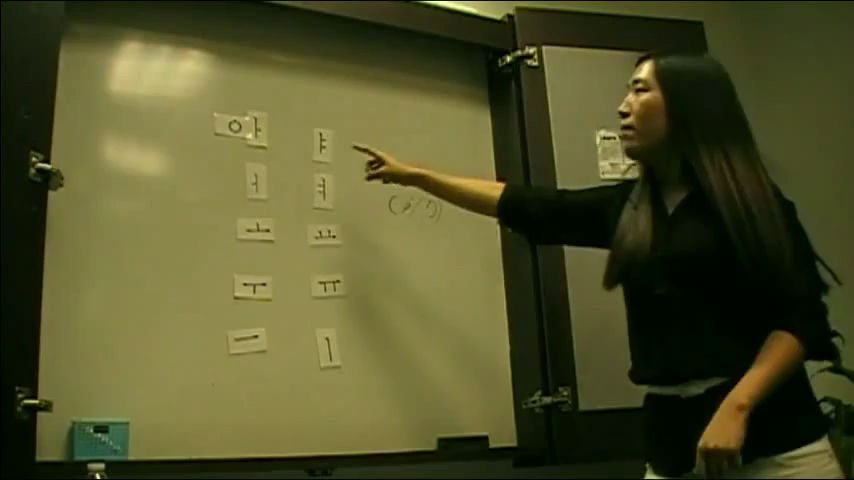 ㅇㅏ ㅑ
ㅓ ㅕ
ㅗ ㅛ
ㅜ ㅠ
ㅡ ㅣ